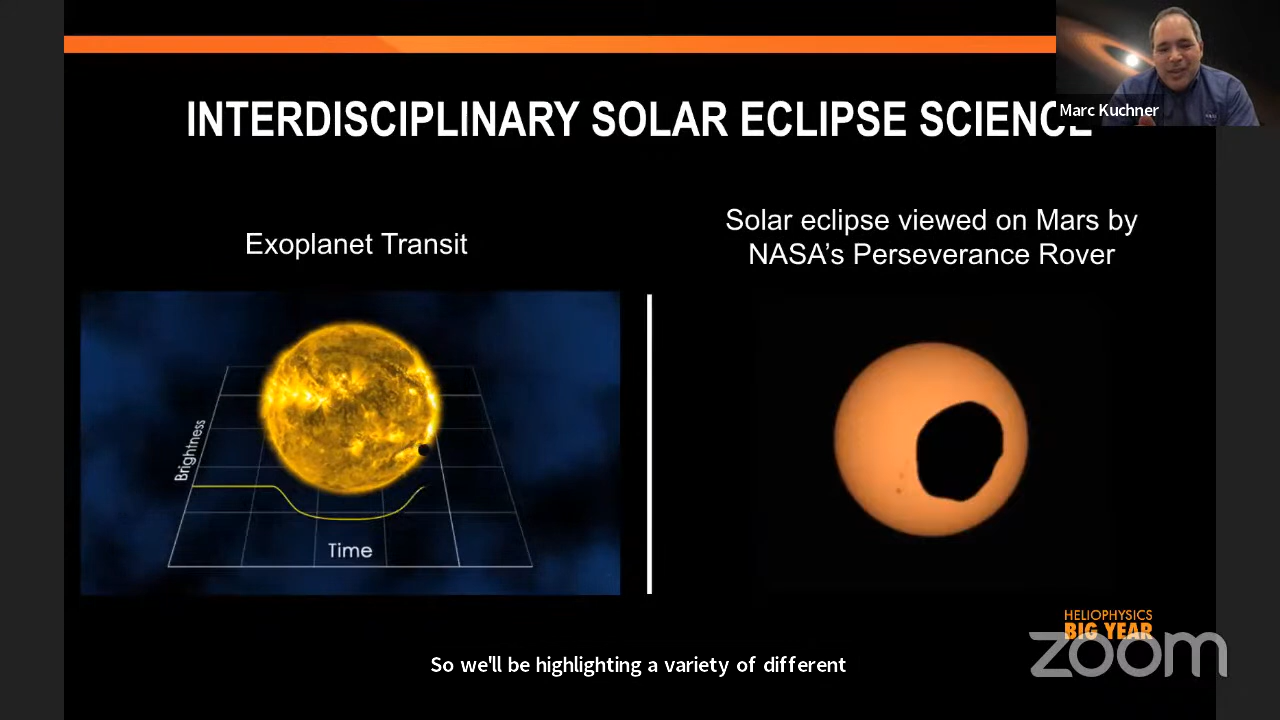 INTERDISCIPLINARY SOLAR ECLIPSE SCIENCE
Marc Kuchner
Exoplanet Transit
Solar eclipse viewed on Mars by
NASA's Perseverance Rover
Brightness
Time
HELIOPHYSICS
BIG YEAR
zoom
So we'll be highlighting a variety of different